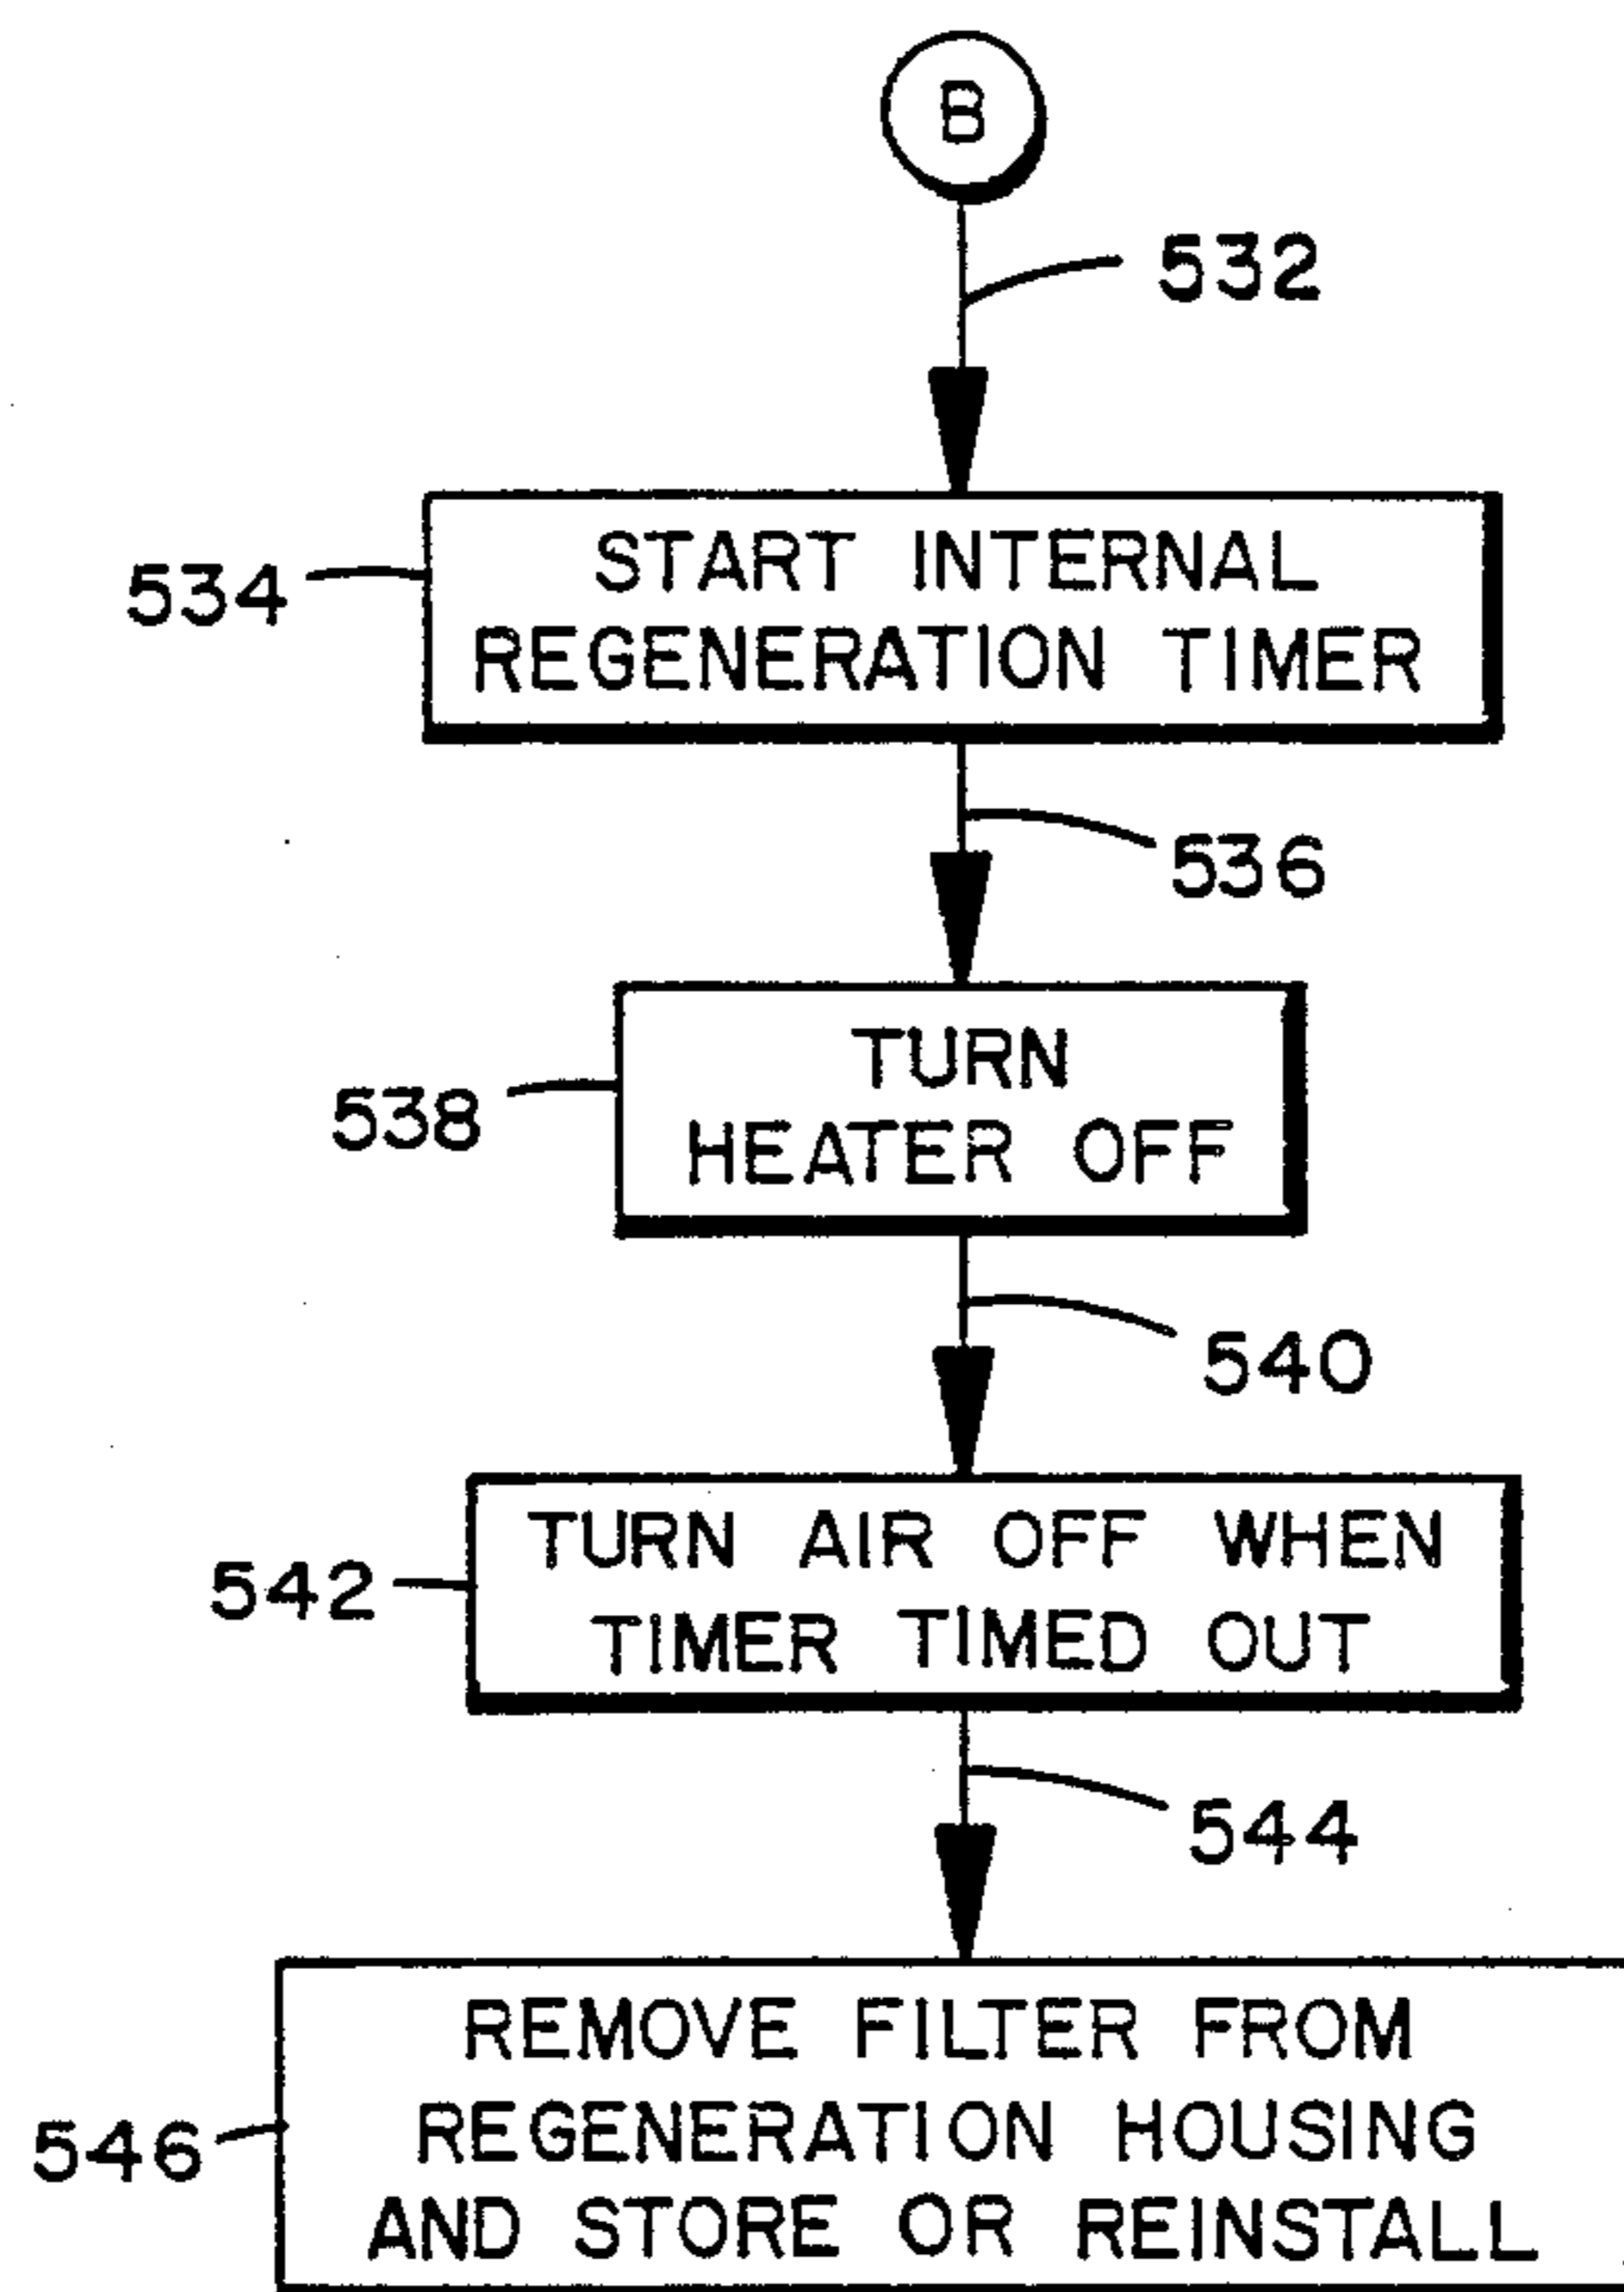 B
532
534
START INTERNAL
REGENERATION TIMER
536
538
TURN
HEATER OFF
540
542
TURN AIR OFF WHEN
TIMER TIMED OUT
544
546
REMOVE FILTER FROM
REGENERATION HOUSING
AND STORE OR REINSTALL